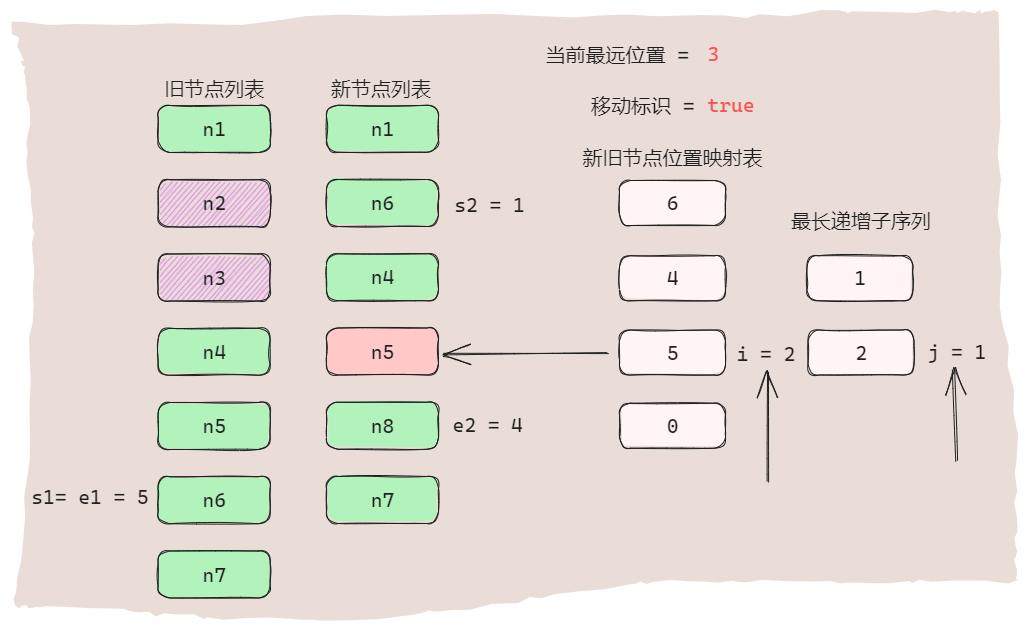 当前最远位置 = 3
移动标识 = true
旧节点列表
n1
n2
n3
n4
n5
s1= e1 = 5
n6
n7
新节点列表
n1
n6
s2 = 1
n4
n5
n8
e2 = 4
n7
新旧节点位置映射表
6
4
5
i = 2
0
最长递增子序列
1
2
j = 1